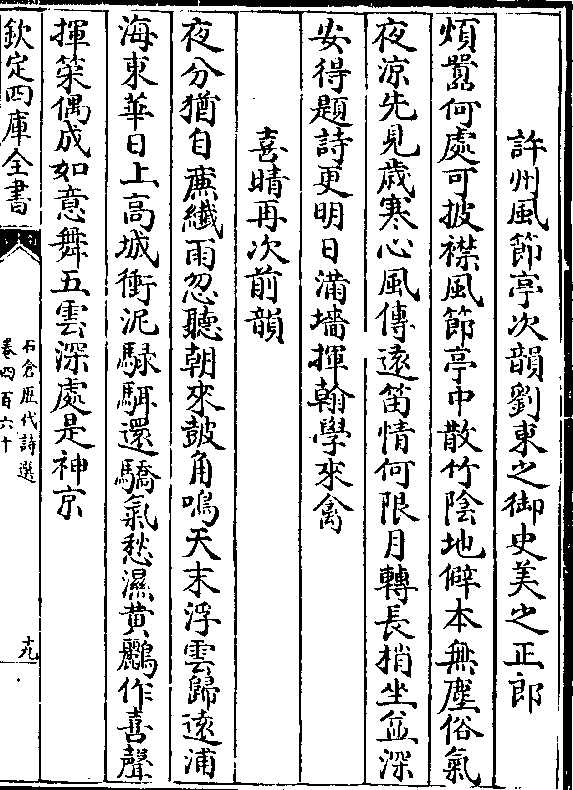 許州風節亭次韻劉東之御史美之正郎
煩嚻何處可披襟風節亭中散竹陰地僻本無塵俗氣
夜涼先見歲寒心風傳遠笛情何限月轉長梢坐益深
安得題詩更明日滿墻揮翰學來禽
喜晴再次前韻
夜分猶自廉纖雨忽聽朝來鼓角鳴天末浮雲歸遠浦
海東華日上高城衝泥騄駬還驕氣愁濕黃鸝作喜聲
揮策偶成如意舞五雲深處是神京
欽定四庫全書
石倉歷代詩選
卷四百六十
十九